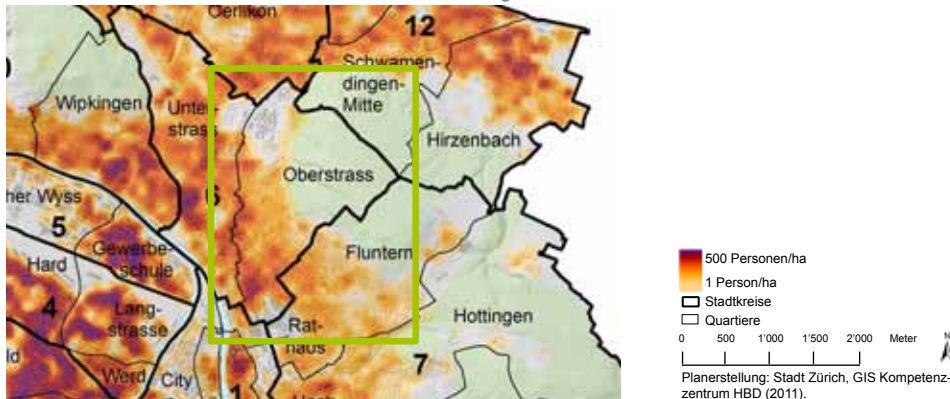 Oerlikon
12
Schwamen-
dingen-
Mitte
Wipkingen
Unter-
strass
Hirzenbach
Oberstrass
6
5
Gewerbe-
schule
Fluntern
Hard
4
Lang-
strasse
Hottingen
Rat-
haus
7
Werd
City
1
500 Personen/ha
1 Person/ha
Stadtkreise
Quartiere
0 500 1'000 1'500 2'000 Meter
Planerstellung: Stadt Zürich, GIS Kompetenz-
zentrum HBD (2011).